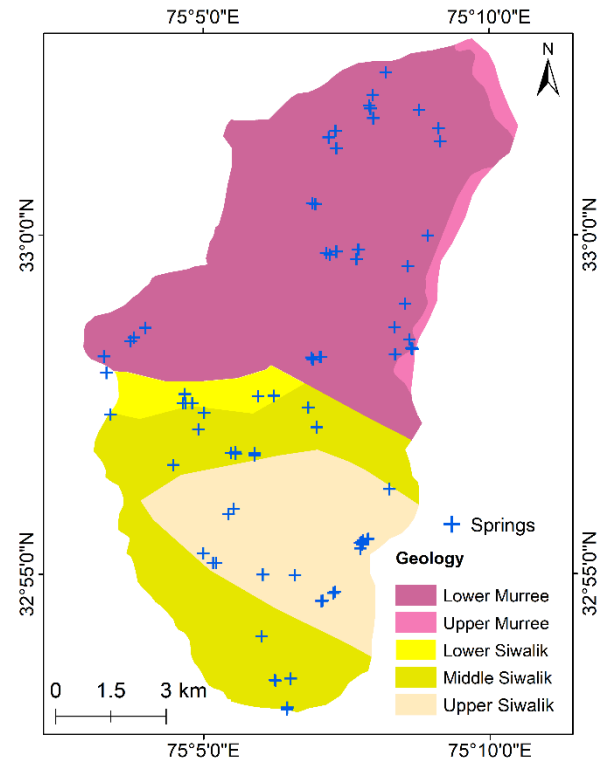 75°5'0"E 75°10'0"E
N
33°0'0"N 33°0'0"N
Springs
Geology
32°55'0"N 32°55'0"N
Lower Murree
Upper Murree
Lower Siwalik
Middle Siwalik
Upper Siwalik
0 1.5 3 km
75°5'0"E 75°10'0"E